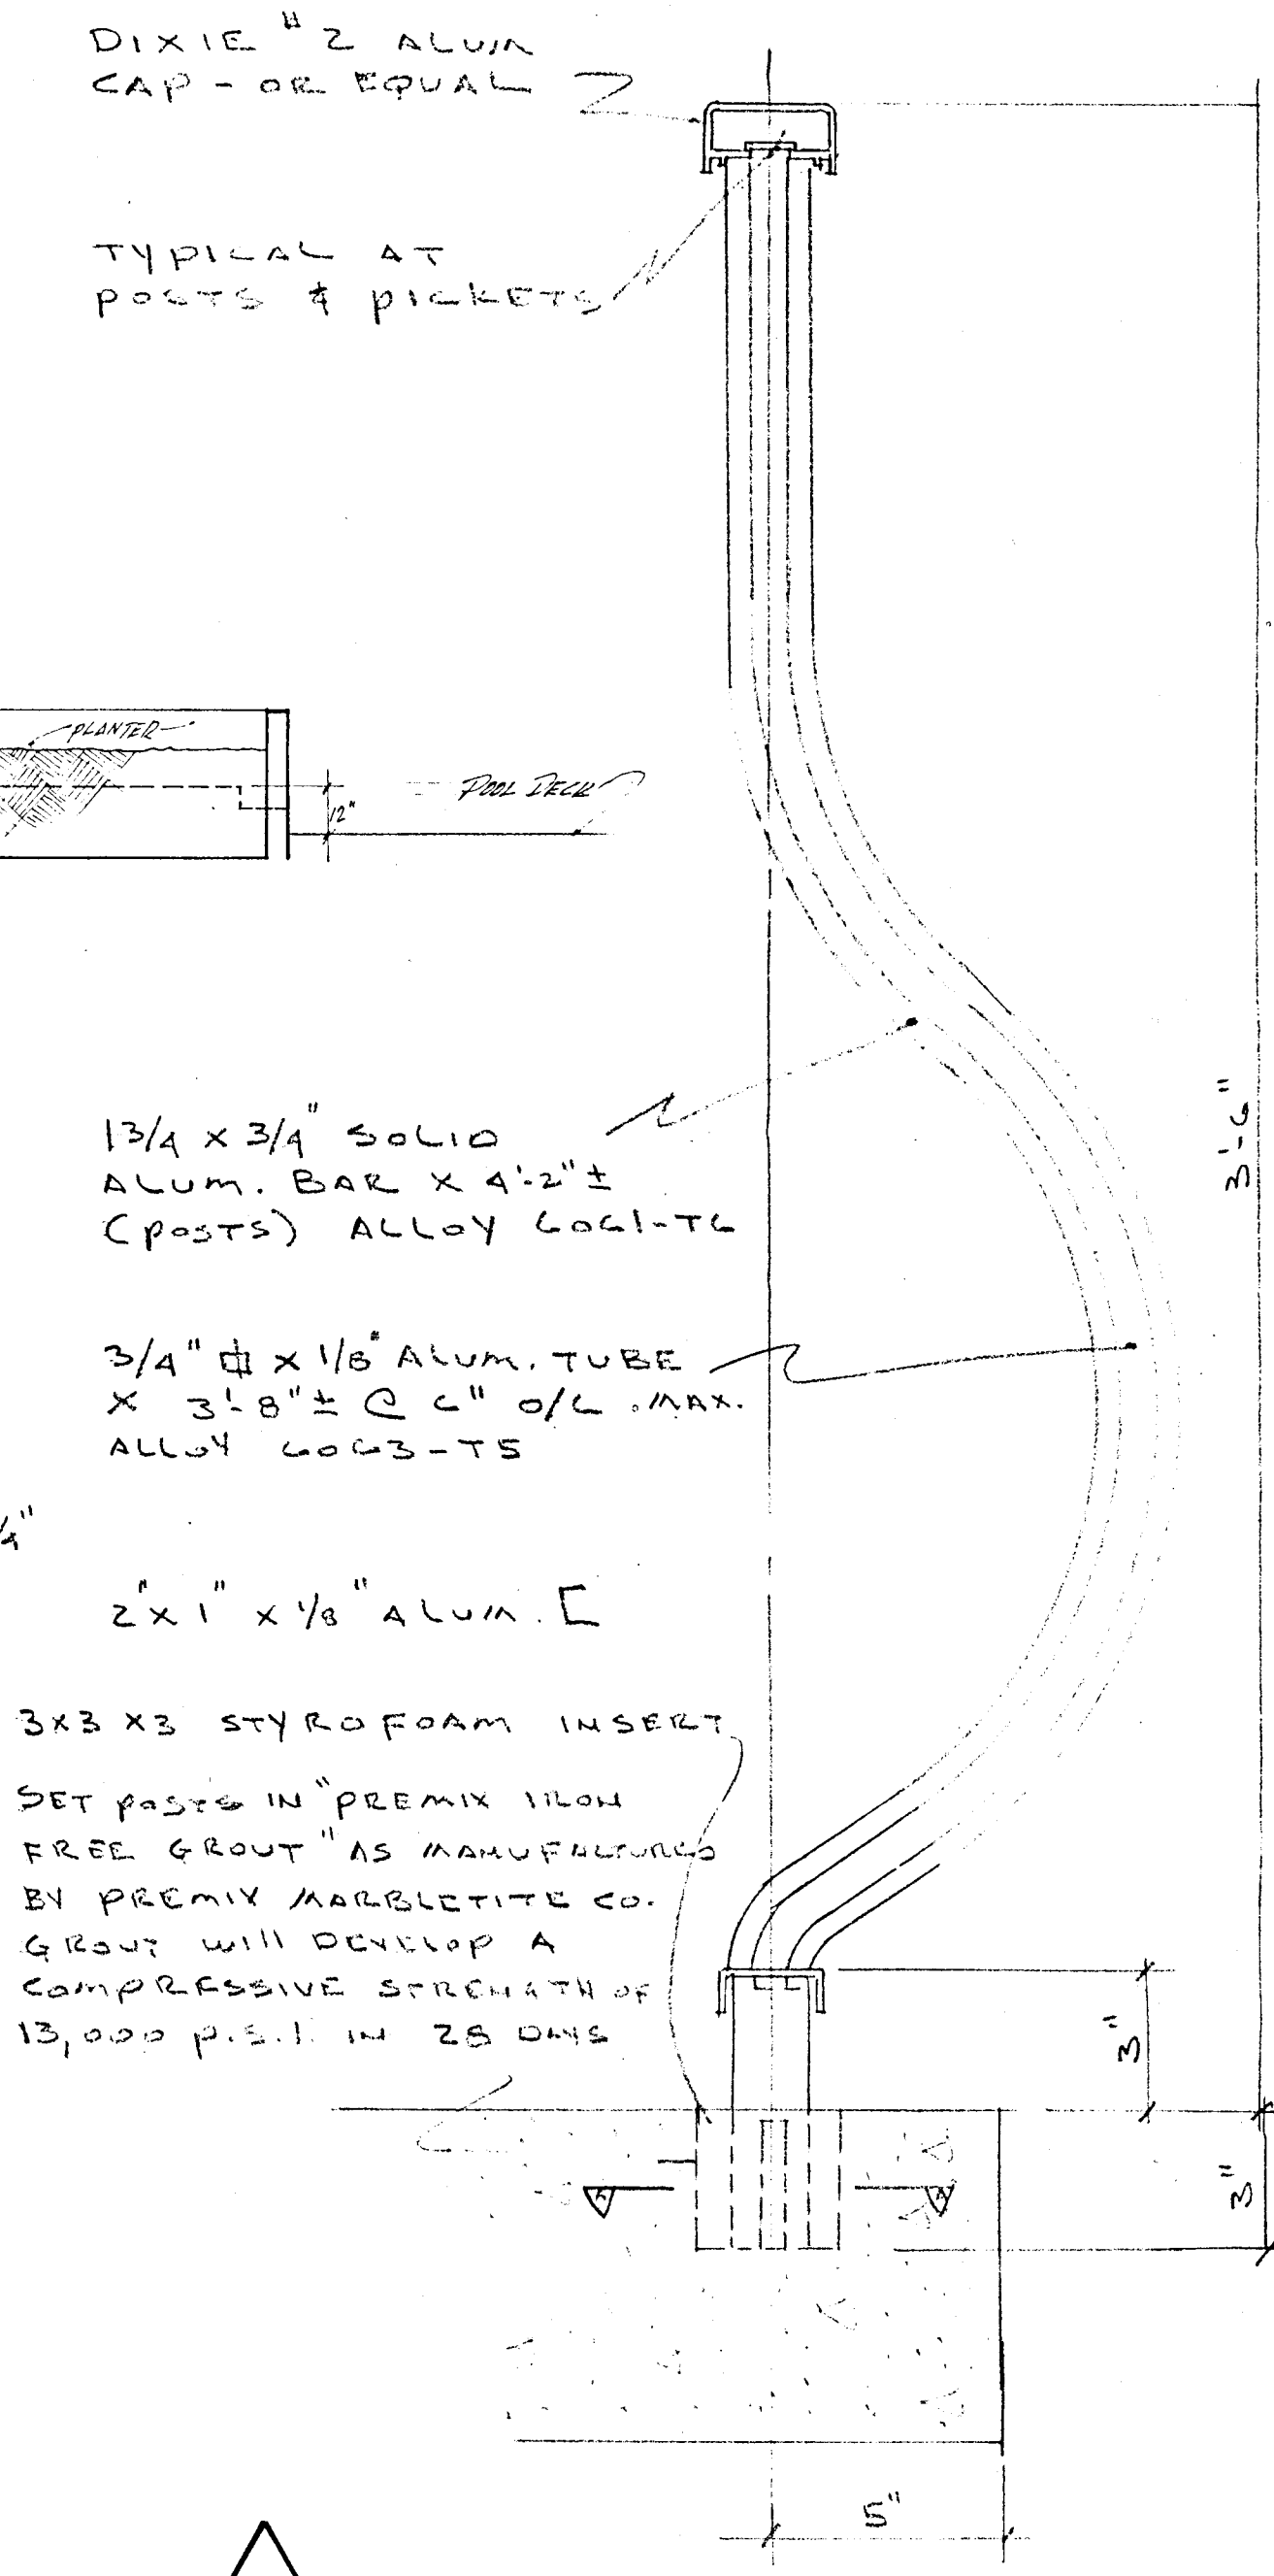 DIXIE #2 ALUM
CAP - OR EQUAL
TYPICAL AT
POSTS & PICKETS
PLANTER
POOL DECK
12"
1 3/4 x 3/4" SOLID
ALUM. BAR x 4'-2" ±
(POSTS) ALLOY 6061-T6
3/4" x 1/8" ALUM. TUBE
x 3'-8" ± @ 6" O/C. MAX.
ALLOY 6063-T5
2" x 1" x 1/8" ALUM. [
3x3x3 STYROFOAM INSERT
SET POSTS IN "PREMIX IRON
FREE GROUT" AS MANUFACTURED
BY PREMIX MARBLETITE CO.
GROUT WILL DEVELOP A
COMPRESSIVE STRENGTH OF
13,000 P.S.I. IN 28 DAYS
3'-6"
3"
3"
A A
5"